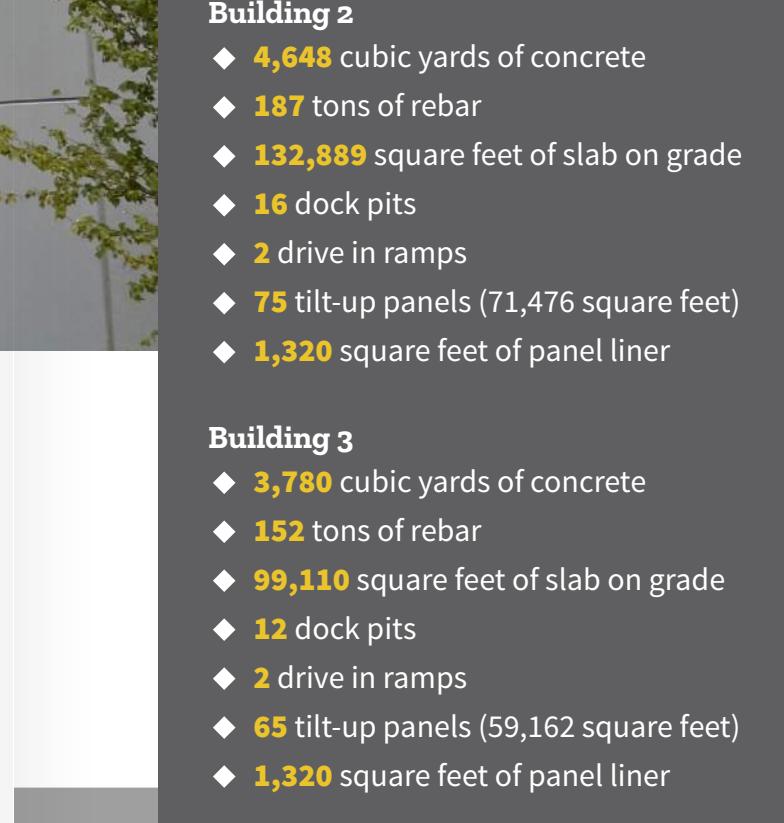 Building 2
◆ 4,648 cubic yards of concrete
◆ 187 tons of rebar
◆ 132,889 square feet of slab on grade
◆ 16 dock pits
◆ 2 drive in ramps
◆ 75 tilt-up panels (71,476 square feet)
◆ 1,320 square feet of panel liner
Building 3
◆ 3,780 cubic yards of concrete
◆ 152 tons of rebar
◆ 99,110 square feet of slab on grade
◆ 12 dock pits
◆ 2 drive in ramps
◆ 65 tilt-up panels (59,162 square feet)
◆ 1,320 square feet of panel liner